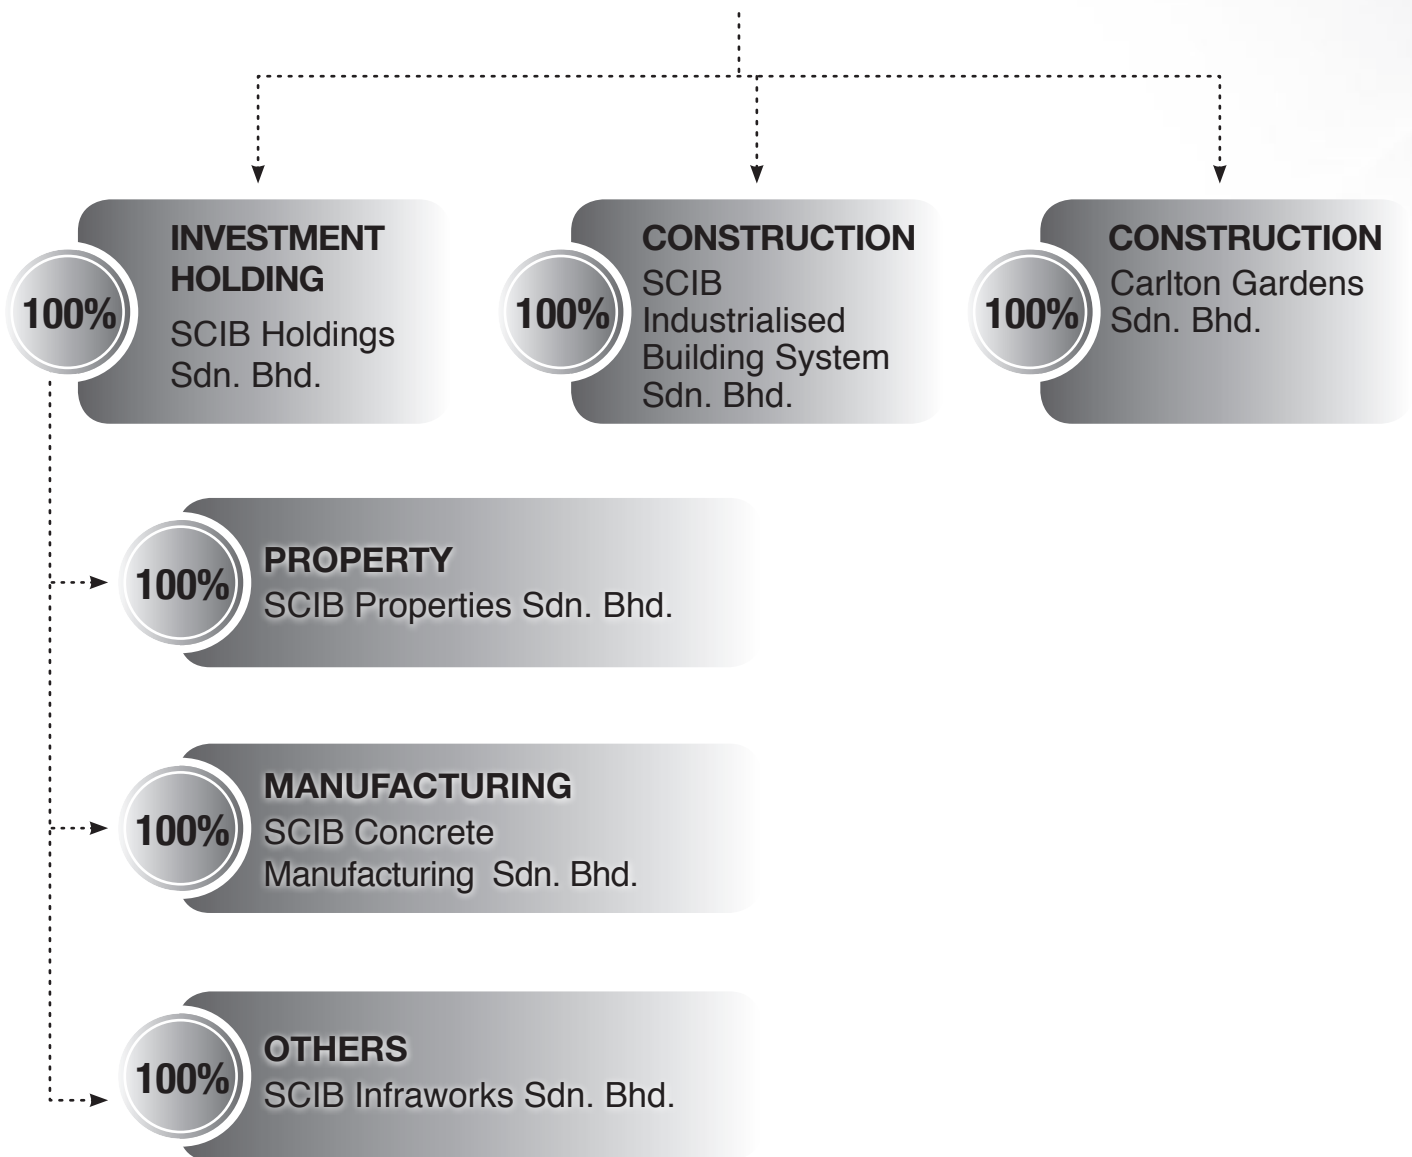 100%
INVESTMENT
HOLDING
SCIB Holdings
Sdn. Bhd.
100%
CONSTRUCTION
SCIB
Industrialised
Building System
Sdn. Bhd.
100%
CONSTRUCTION
Carlton Gardens
Sdn. Bhd.
100%
PROPERTY
SCIB Properties Sdn. Bhd.
100%
MANUFACTURING
SCIB Concrete
Manufacturing Sdn. Bhd.
100%
OTHERS
SCIB Infraworks Sdn. Bhd.